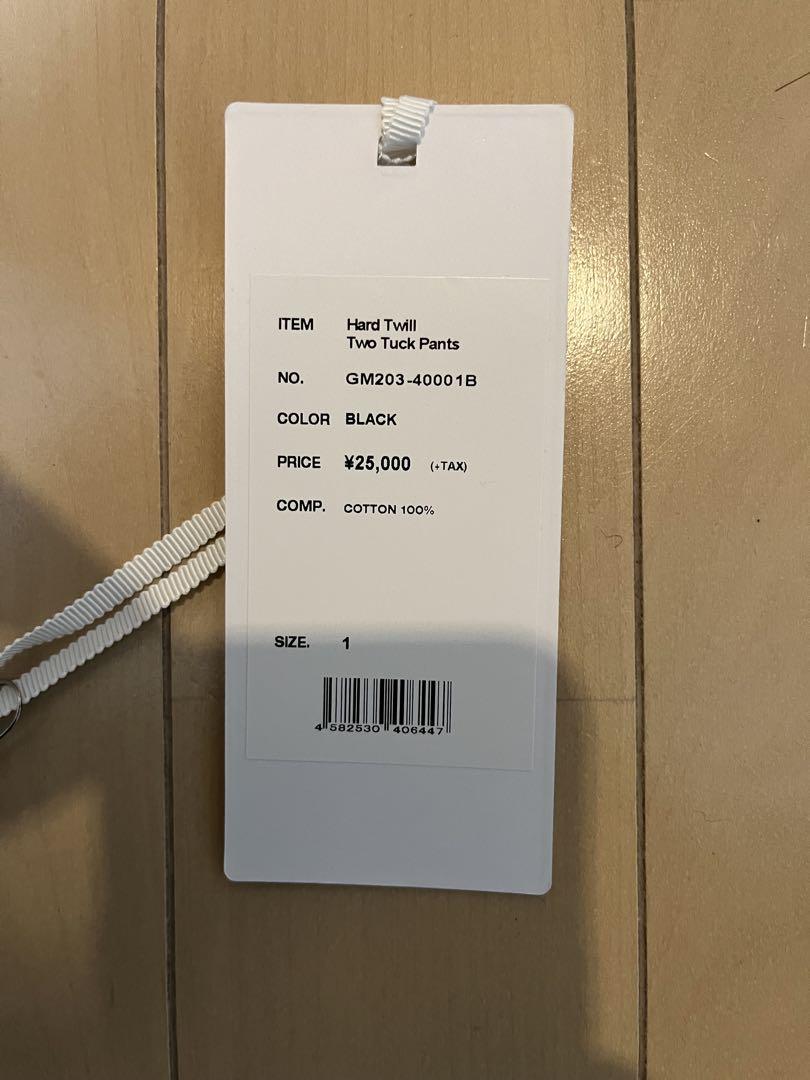 ITEM Hard Twill
Two Tuck Pants
NO. GM203-40001B
COLOR BLACK
PRICE ¥25,000 (+TAX)
COMP. COTTON 100%
SIZE. 1
4 582530 406447